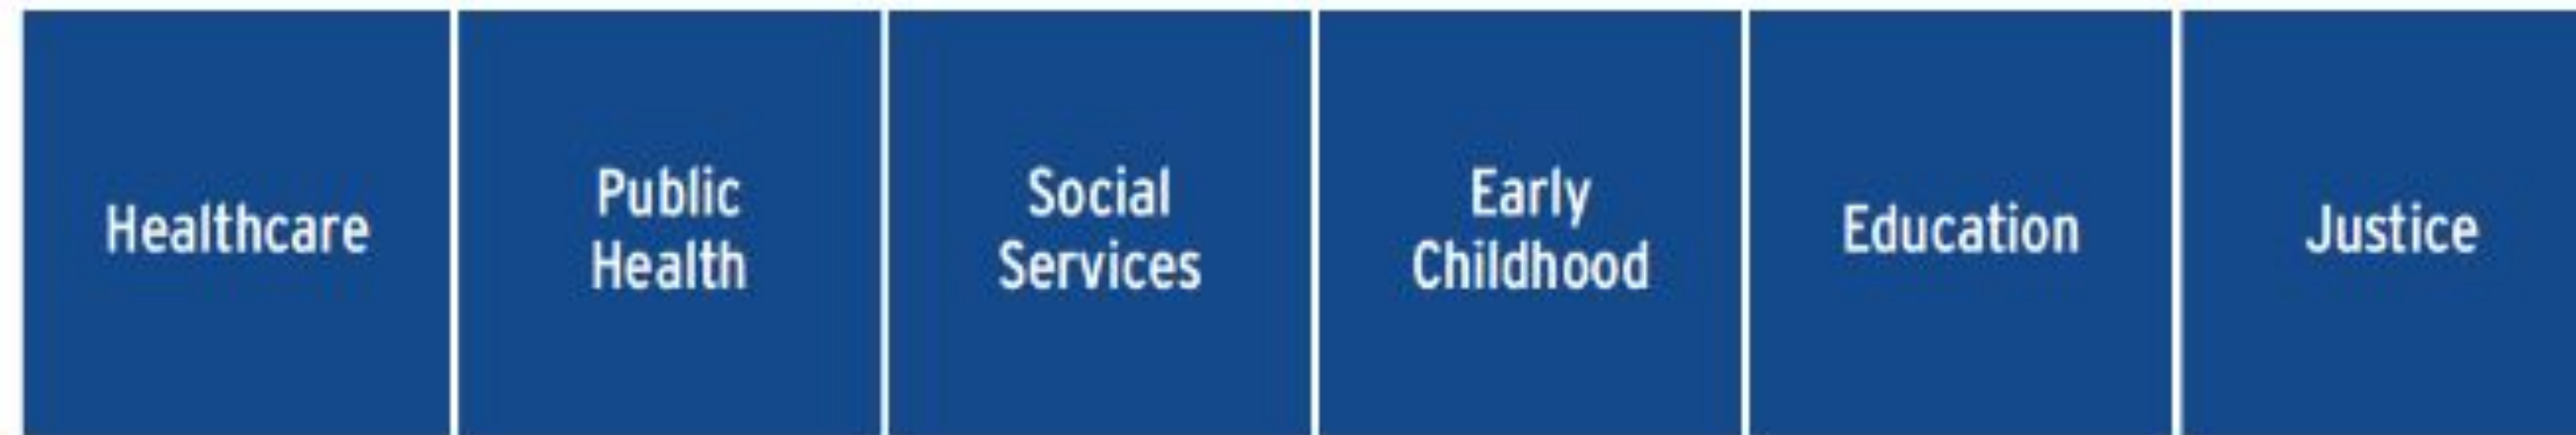 Healthcare
Public
Health
Social
Services
Early
Childhood
Education
Justice